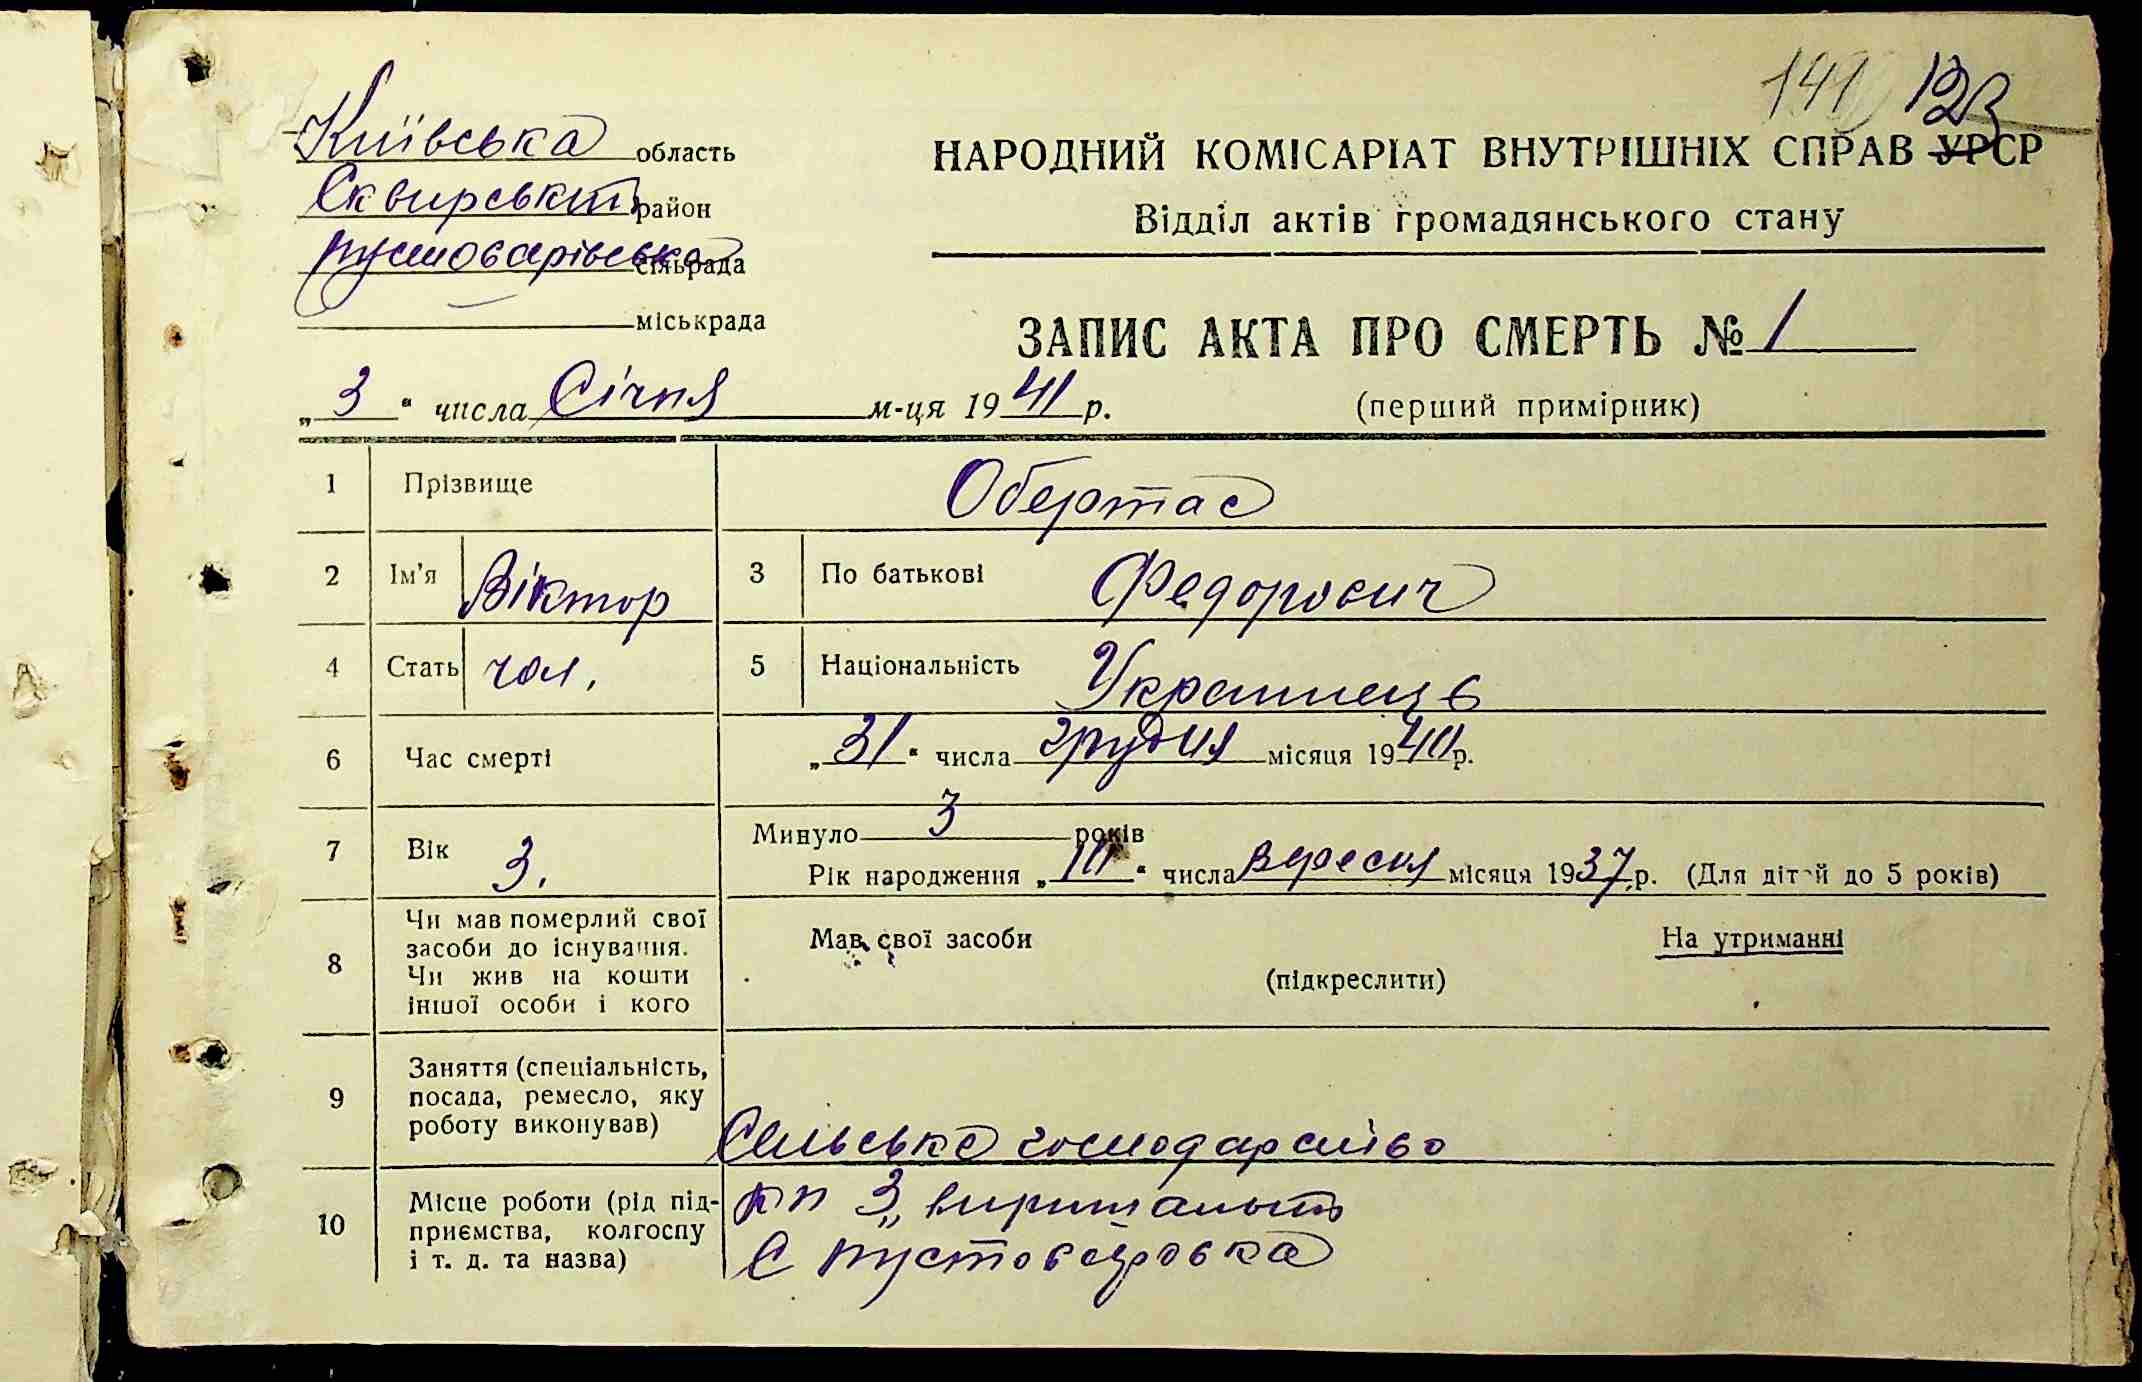 141 123
Київська область
НАРОДНИЙ КОМІСАРІАТ ВНУТРІШНІХ СПРАВ УРСР
Сквирський район
Відділ актів громадянського стану
Пустоварівська сільрада
міськрада
ЗАПИС АКТА ПРО СМЕРТЬ № 1
„3“ числа Січня м-ця 1941 р.
(перший примірник)
1 Прізвище Обертас
2 Ім'я Віктор 3 По батькові Федорович
4 Стать чол. 5 Національність Українець
6 Час смерті „31“ числа грудня місяця 1940 р.
7 Вік 3. Минуло 3 років
Рік народження „10“ числа Вересня місяця 1937 р. (Для дітей до 5 років)
8 Чи мав померлий свої засоби до існування. Чи жив на кошти іншої особи і кого
Мав свої засоби На утриманні
(підкреслити)
9 Заняття (спеціальність, посада, ремесло, яку роботу виконував)
Сільське господарство
10 Місце роботи (рід підприємства, колгоспу і т. д. та назва)
с Пустоварівка